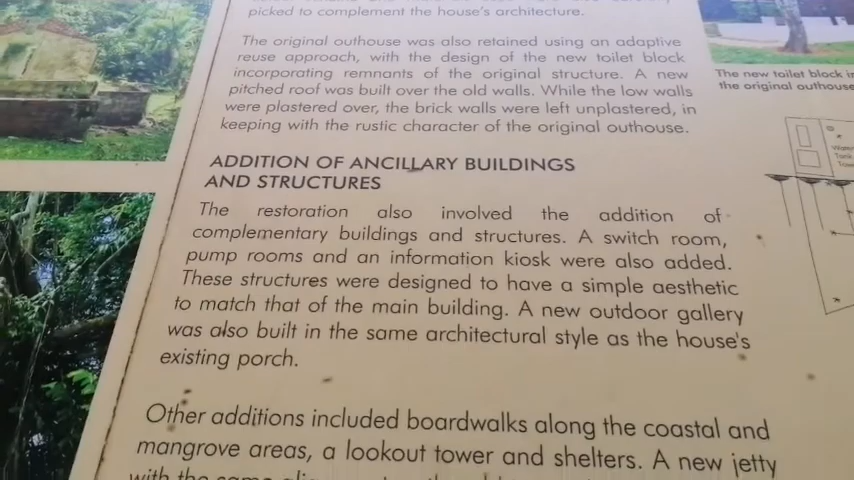 picked to complement the house's architecture.
The original outhouse was also retained using an adaptive
reuse approach, with the design of the new toilet block
incorporating remnants of the original structure. A new
pitched roof was built over the old walls. While the low walls
were plastered over, the brick walls were left unplastered, in
keeping with the rustic character of the original outhouse.
The new toilet block in
the original outhouse
ADDITION OF ANCILLARY BUILDINGS
AND STRUCTURES
The restoration also involved the addition of
complementary buildings and structures. A switch room,
pump rooms and an information kiosk were also added.
These structures were designed to have a simple aesthetic
to match that of the main building. A new outdoor gallery
was also built in the same architectural style as the house's
existing porch.
Other additions included boardwalks along the coastal and
mangrove areas, a lookout tower and shelters. A new jetty
with the same